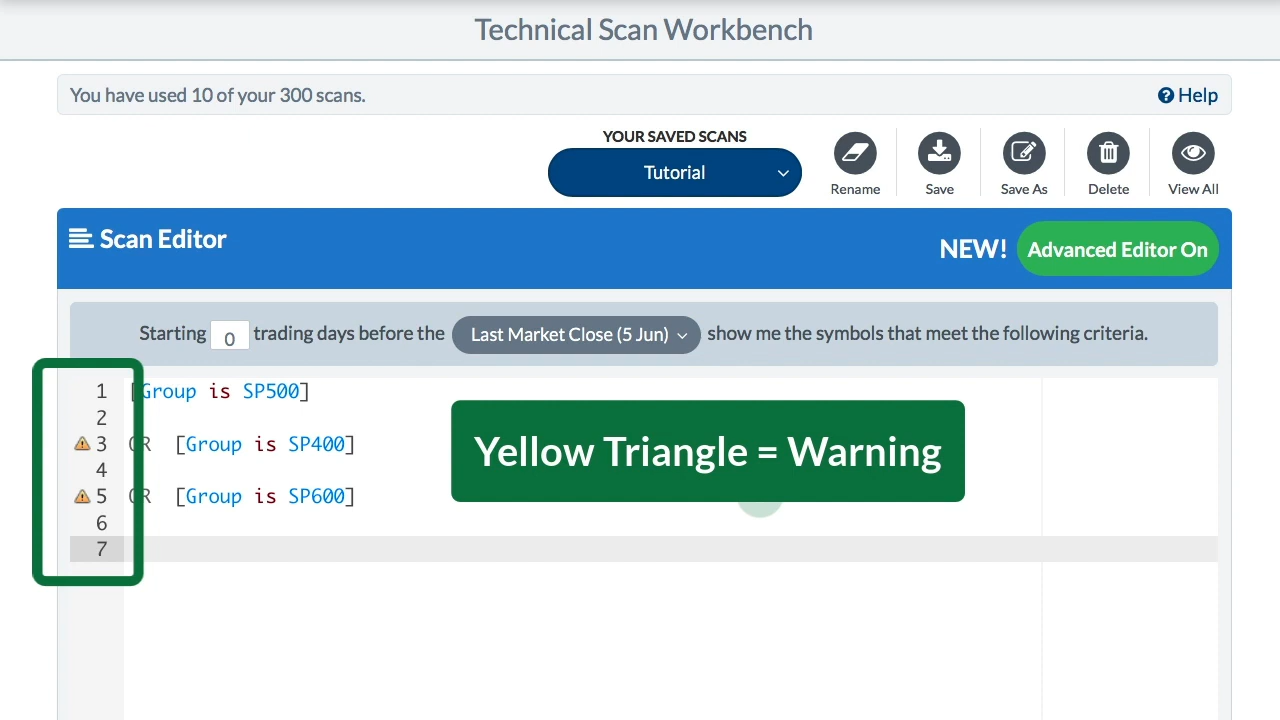 Technical Scan Workbench
You have used 10 of your 300 scans.
Help
YOUR SAVED SCANS
Tutorial
Rename
Save
Save As
Delete
View All
Scan Editor
NEW!
Advanced Editor On
Starting 0 trading days before the Last Market Close (5 Jun) show me the symbols that meet the following criteria.
1 [Group is SP500]
2
3 OR [Group is SP400]
4
5 OR [Group is SP600]
6
7
Yellow Triangle = Warning